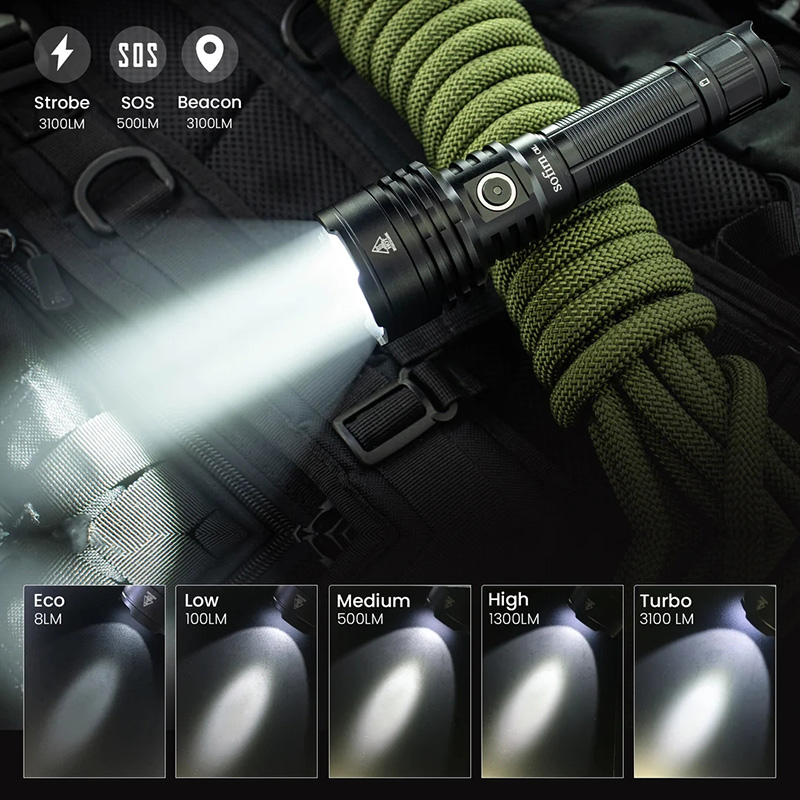 SOS
Strobe
3100LM
SOS
500LM
Beacon
3100LM
sofirn
Eco
8LM
Low
100LM
Medium
500LM
High
1300LM
Turbo
3100 LM